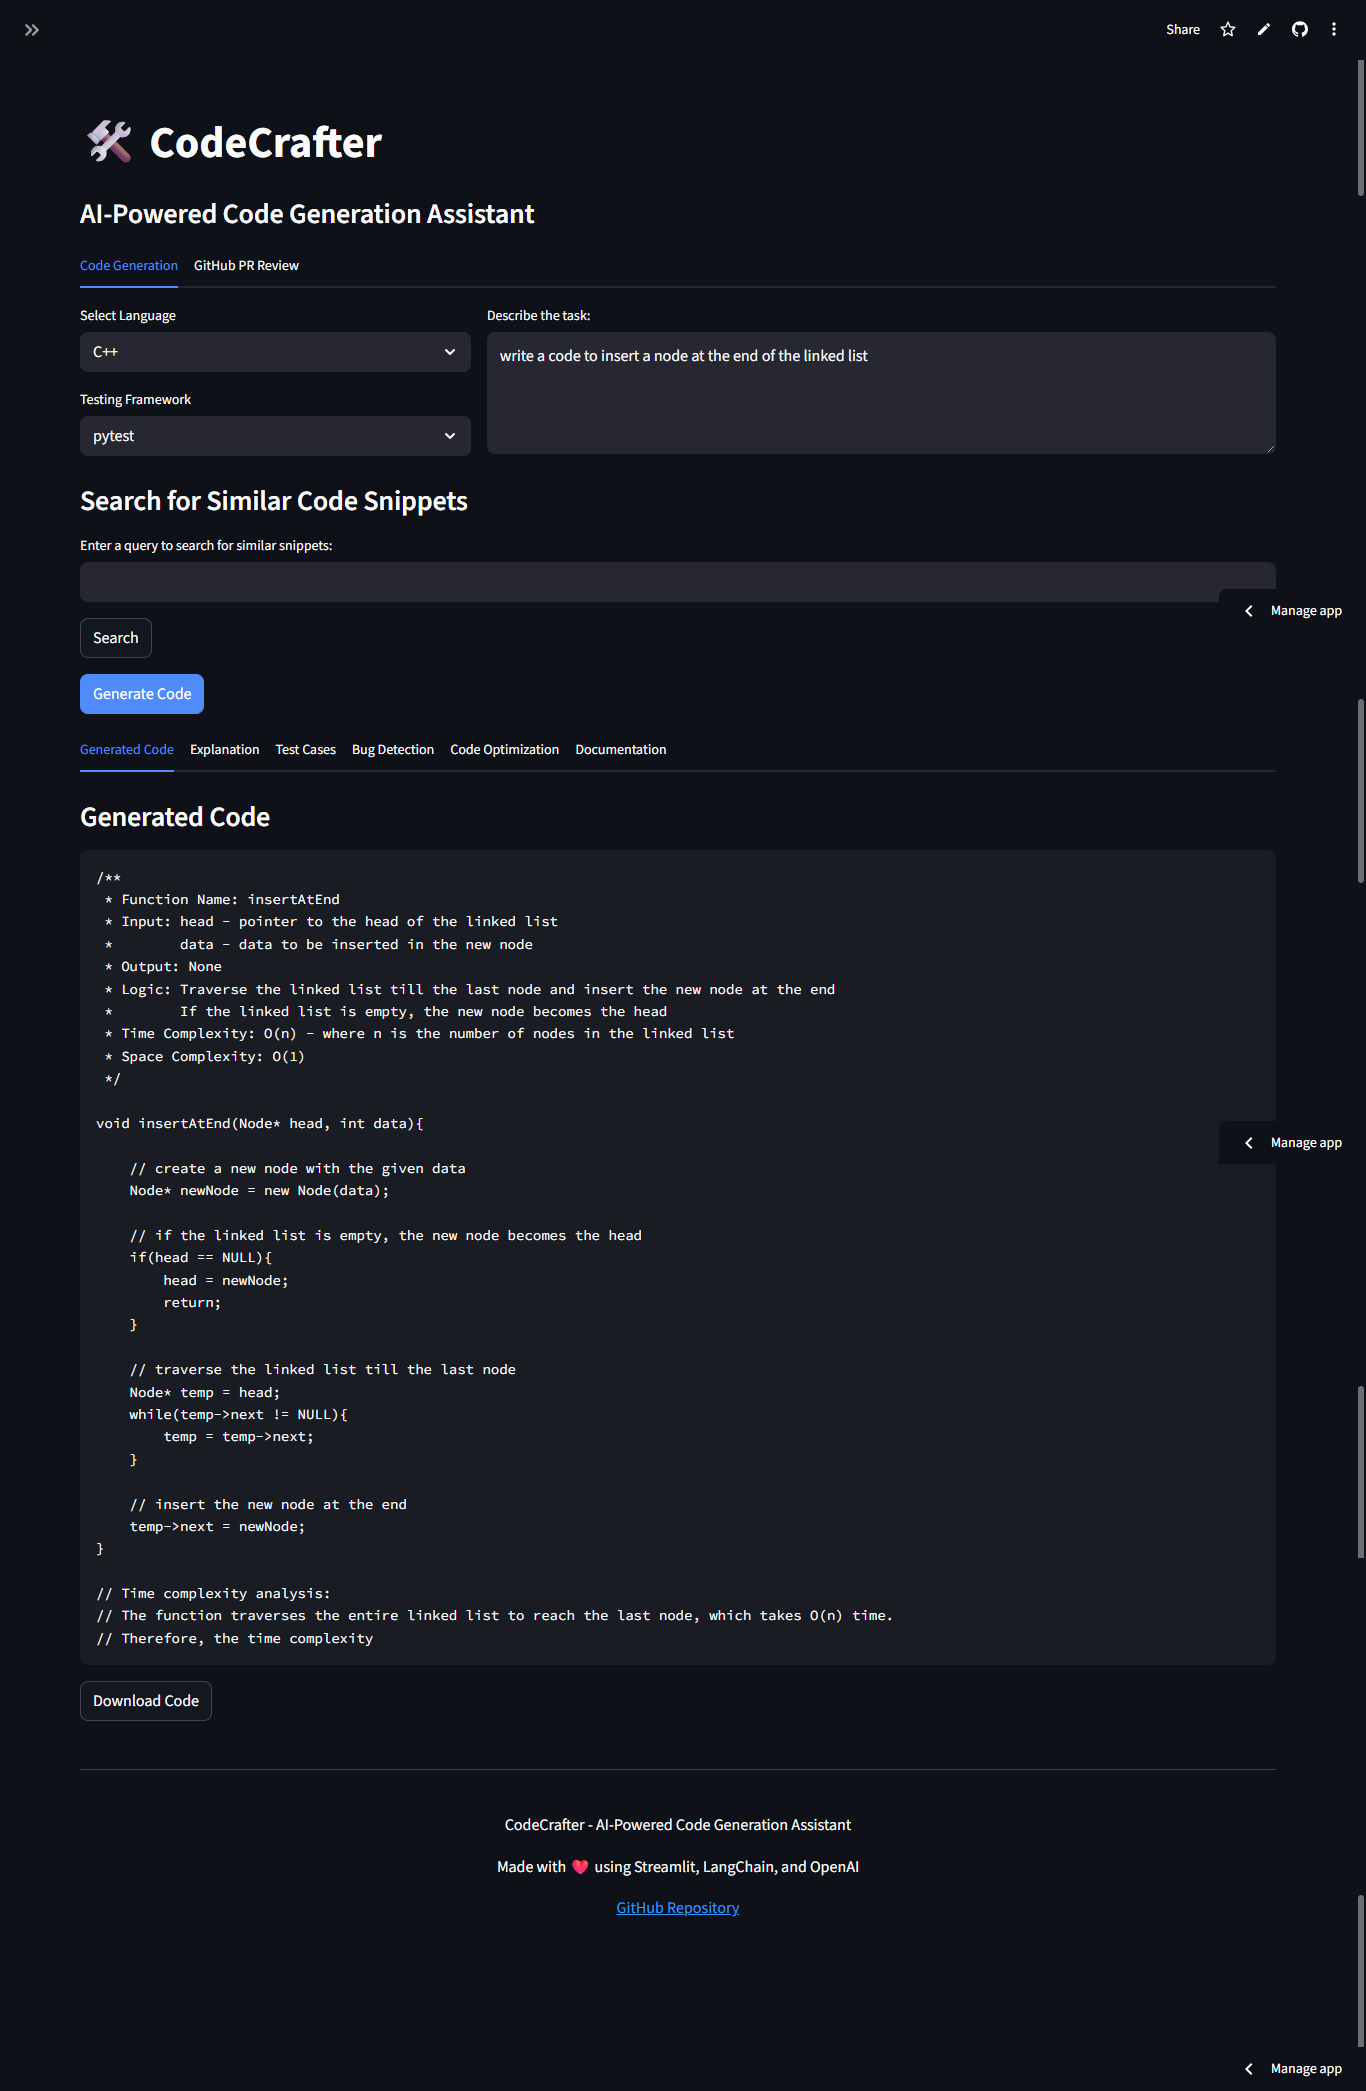 Share
CodeCrafter
AI-Powered Code Generation Assistant
Code Generation GitHub PR Review
Select Language
C++
Testing Framework
pytest
Describe the task:
write a code to insert a node at the end of the linked list
Search for Similar Code Snippets
Enter a query to search for similar snippets:
Manage app
Search
Generate Code
Generated Code Explanation Test Cases Bug Detection Code Optimization Documentation
Generated Code
/**
 * Function Name: insertAtEnd
 * Input: head - pointer to the head of the linked list
 *        data - data to be inserted in the new node
 * Output: None
 * Logic: Traverse the linked list till the last node and insert the new node at the end
 *        If the linked list is empty, the new node becomes the head
 * Time Complexity: O(n) - where n is the number of nodes in the linked list
 * Space Complexity: O(1)
 */
void insertAtEnd(Node* head, int data){
    // create a new node with the given data
Manage app
    Node* newNode = new Node(data);
    // if the linked list is empty, the new node becomes the head
    if(head == NULL){
        head = newNode;
        return;
    }
    // traverse the linked list till the last node
    Node* temp = head;
    while(temp->next != NULL){
        temp = temp->next;
    }
    // insert the new node at the end
    temp->next = newNode;
}
// Time complexity analysis:
// The function traverses the entire linked list to reach the last node, which takes O(n) time.
// Therefore, the time complexity
Download Code
CodeCrafter - AI-Powered Code Generation Assistant
Made with ❤️ using Streamlit, LangChain, and OpenAI
GitHub Repository
Manage app